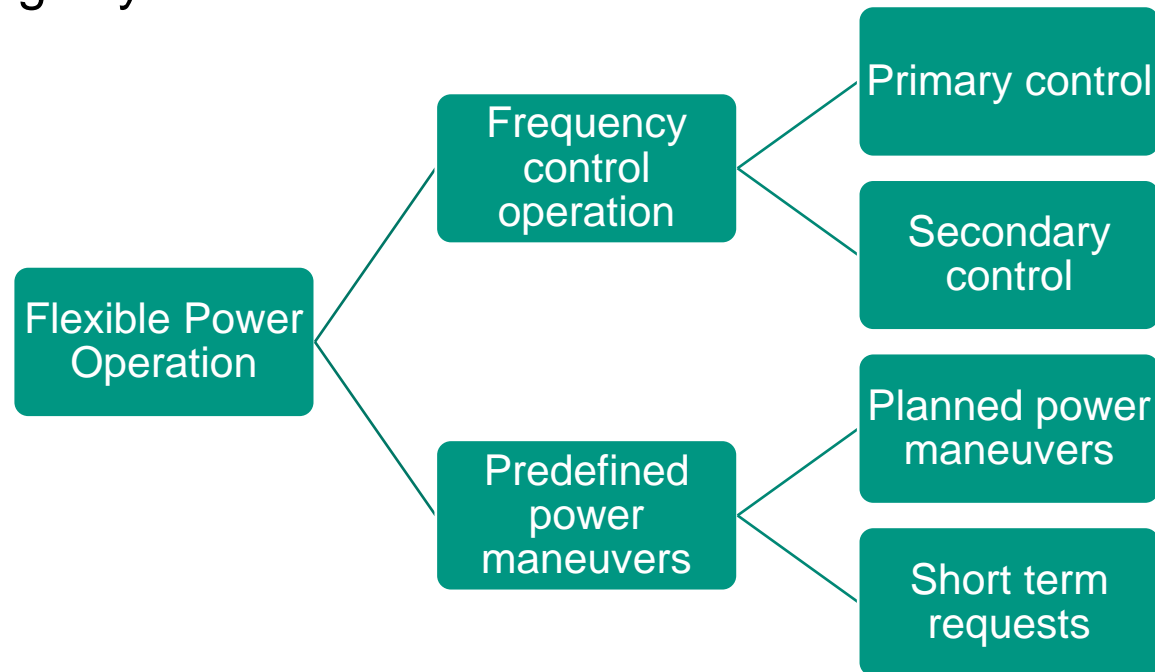 Flexible Power
Operation
Frequency
control
operation
Primary control
Secondary
control
Predefined
power
maneuvers
Planned power
maneuvers
Short term
requests